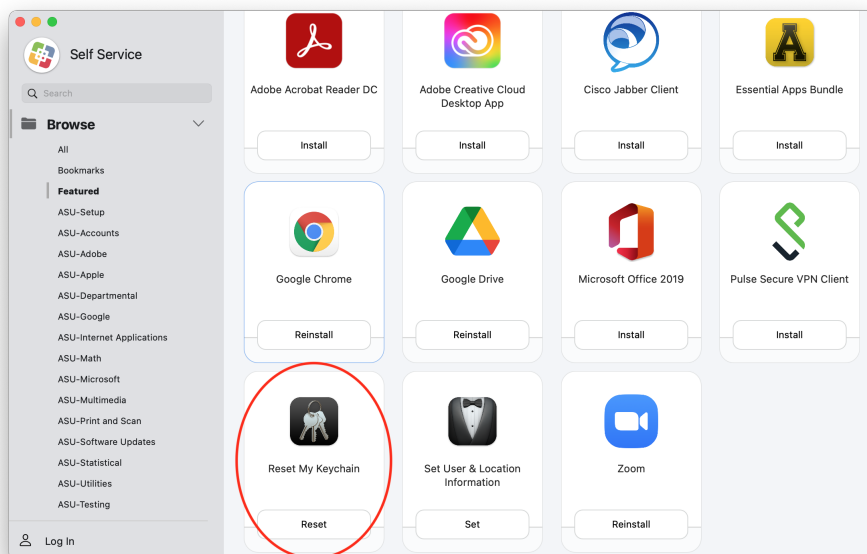 Self Service
Search
Browse
All
Bookmarks
Featured
ASU-Setup
ASU-Accounts
ASU-Adobe
ASU-Apple
ASU-Departmental
ASU-Google
ASU-Internet Applications
ASU-Math
ASU-Microsoft
ASU-Multimedia
ASU-Print and Scan
ASU-Software Updates
ASU-Statistical
ASU-Utilities
ASU-Testing
Log In
Adobe Acrobat Reader DC
Install
Adobe Creative Cloud
Desktop App
Install
Cisco Jabber Client
Install
A
Essential Apps Bundle
Install
Google Chrome
Reinstall
Google Drive
Reinstall
Microsoft Office 2019
Install
Pulse Secure VPN Client
Install
Reset My Keychain
Reset
Set User & Location
Information
Set
Zoom
Reinstall